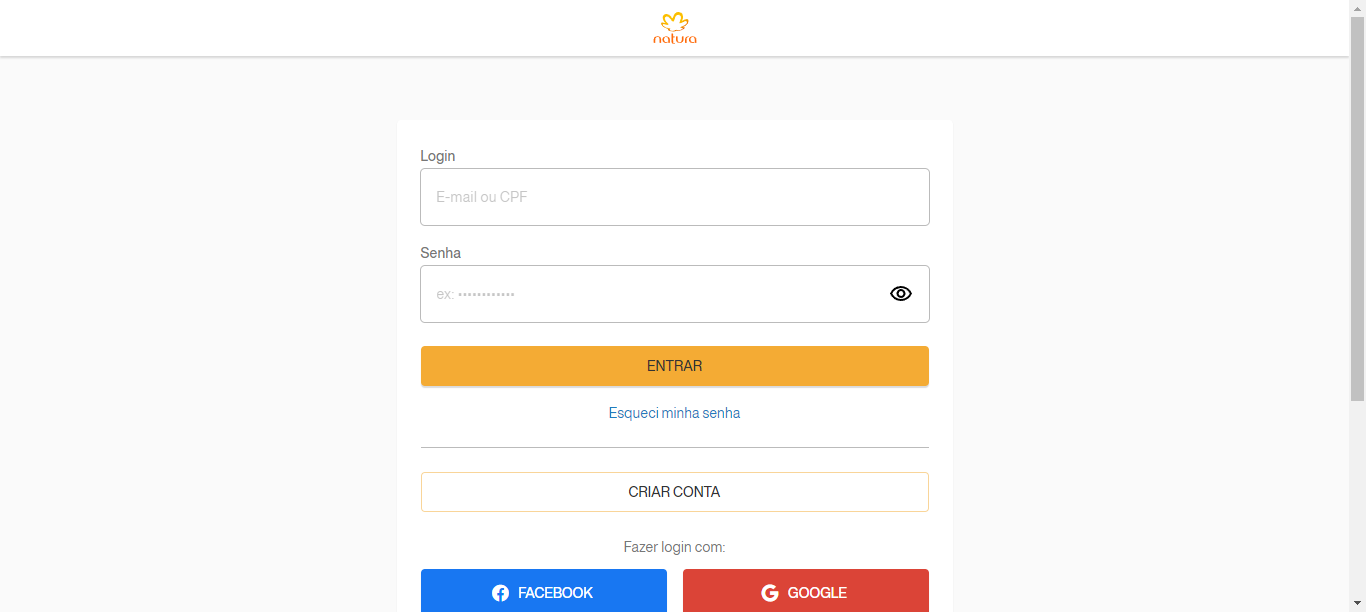 natura
Login
E-mail ou CPF
Senha
ex: ••••••••••••
ENTRAR
Esqueci minha senha
CRIAR CONTA
Fazer login com:
FACEBOOK
GOOGLE